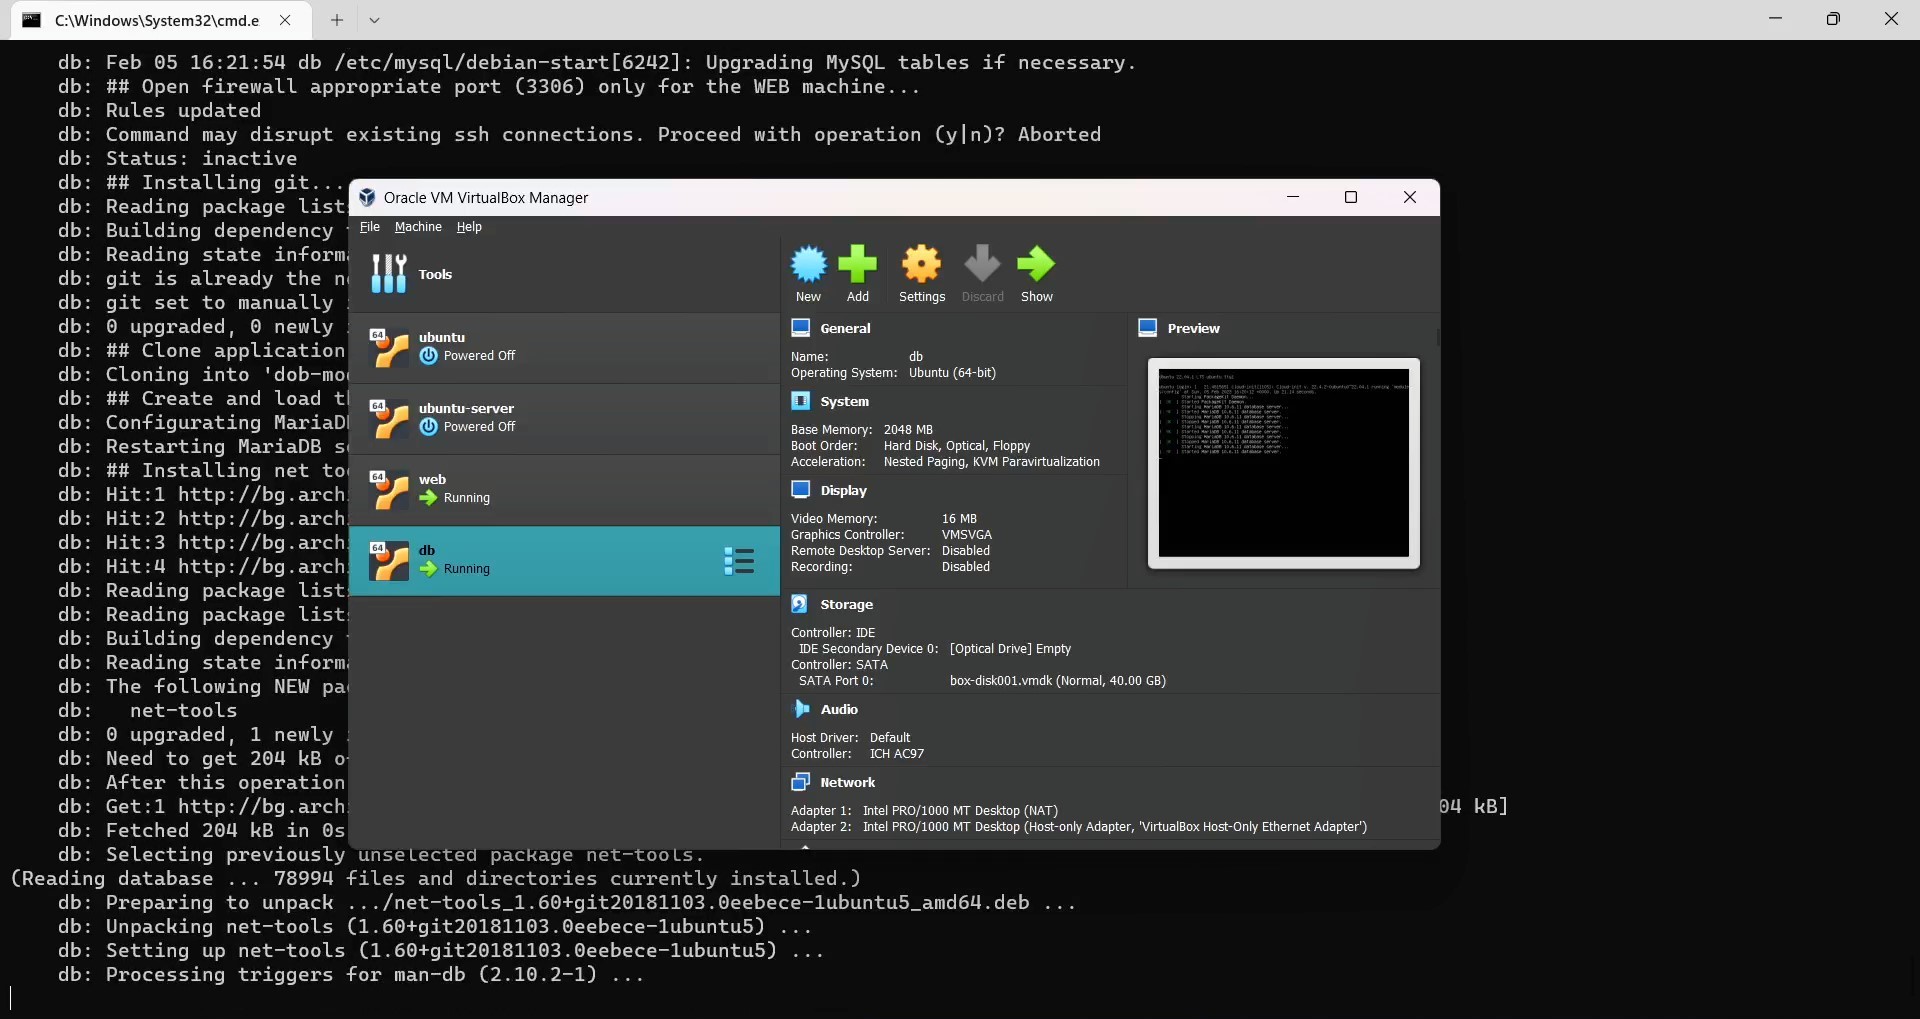 C:\Windows\System32\cmd.e
db: Feb 05 16:21:54 db /etc/mysql/debian-start[6242]: Upgrading MySQL tables if necessary.
db: ## Open firewall appropriate port (3306) only for the WEB machine...
db: Rules updated
db: Command may disrupt existing ssh connections. Proceed with operation (y|n)? Aborted
db: Status: inactive
db: ## Installing git...
db: Reading package list
db: Building dependency
db: Reading state inform
db: git is already the n
db: git set to manually
db: 0 upgraded, 0 newly
db: ## Clone application
db: Cloning into 'dob-mo
db: ## Create and load t
db: Configurating MariaD
db: Restarting MariaDB s
db: ## Installing net to
db: Hit:1 http://bg.arch
db: Hit:2 http://bg.arch
db: Hit:3 http://bg.arch
db: Hit:4 http://bg.arch
db: Reading package list
db: Reading package list
db: Building dependency
db: Reading state inform
db: The following NEW pa
db:   net-tools
db: 0 upgraded, 1 newly
db: Need to get 204 kB o
db: After this operation
db: Get:1 http://bg.arch
04 kB]
db: Fetched 204 kB in 0s
db: Selecting previously unselected package net-tools.
(Reading database ... 78994 files and directories currently installed.)
db: Preparing to unpack .../net-tools_1.60+git20181103.0eebece-1ubuntu5_amd64.deb ...
db: Unpacking net-tools (1.60+git20181103.0eebece-1ubuntu5) ...
db: Setting up net-tools (1.60+git20181103.0eebece-1ubuntu5) ...
db: Processing triggers for man-db (2.10.2-1) ...
Oracle VM VirtualBox Manager
File Machine Help
Tools
64
ubuntu
Powered Off
64
ubuntu-server
Powered Off
64
web
Running
64
db
Running
New Add Settings Discard Show
General
Name: db
Operating System: Ubuntu (64-bit)
System
Base Memory: 2048 MB
Boot Order: Hard Disk, Optical, Floppy
Acceleration: Nested Paging, KVM Paravirtualization
Display
Video Memory: 16 MB
Graphics Controller: VMSVGA
Remote Desktop Server: Disabled
Recording: Disabled
Preview
Storage
Controller: IDE
IDE Secondary Device 0: [Optical Drive] Empty
Controller: SATA
SATA Port 0: box-disk001.vmdk (Normal, 40.00 GB)
Audio
Host Driver: Default
Controller: ICH AC97
Network
Adapter 1: Intel PRO/1000 MT Desktop (NAT)
Adapter 2: Intel PRO/1000 MT Desktop (Host-only Adapter, 'VirtualBox Host-Only Ethernet Adapter')